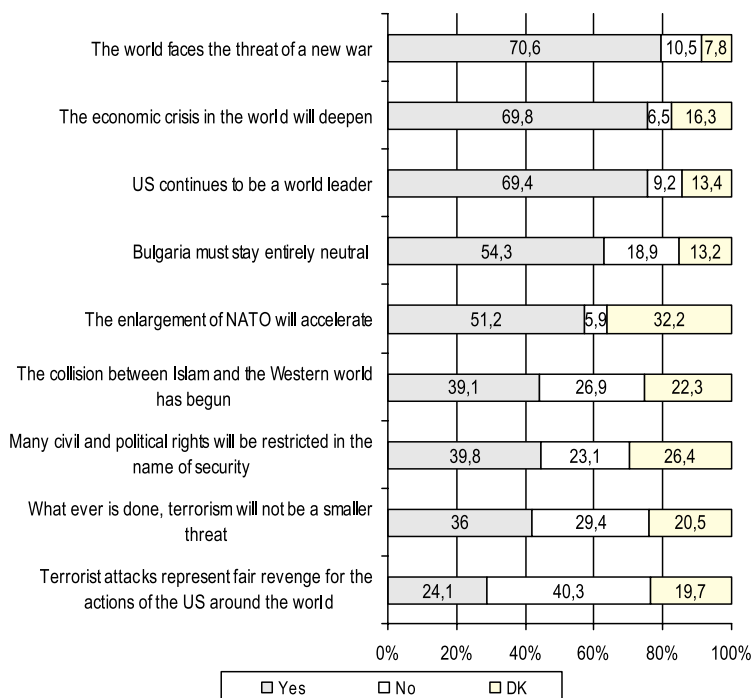 The world faces the threat of a new war
70,6 10,5 7,8
The economic crisis in the world will deepen
69,8 6,5 16,3
US continues to be a world leader
69,4 9,2 13,4
Bulgaria must stay entirely neutral
54,3 18,9 13,2
The enlargement of NATO will accelerate
51,2 5,9 32,2
The collision between Islam and the Western world
has begun
39,1 26,9 22,3
Many civil and political rights will be restricted in the
name of security
39,8 23,1 26,4
What ever is done, terrorism will not be a smaller
threat
36 29,4 20,5
Terrorist attacks represent fair revenge for the
actions of the US around the world
24,1 40,3 19,7
0% 20% 40% 60% 80% 100%
Yes No DK